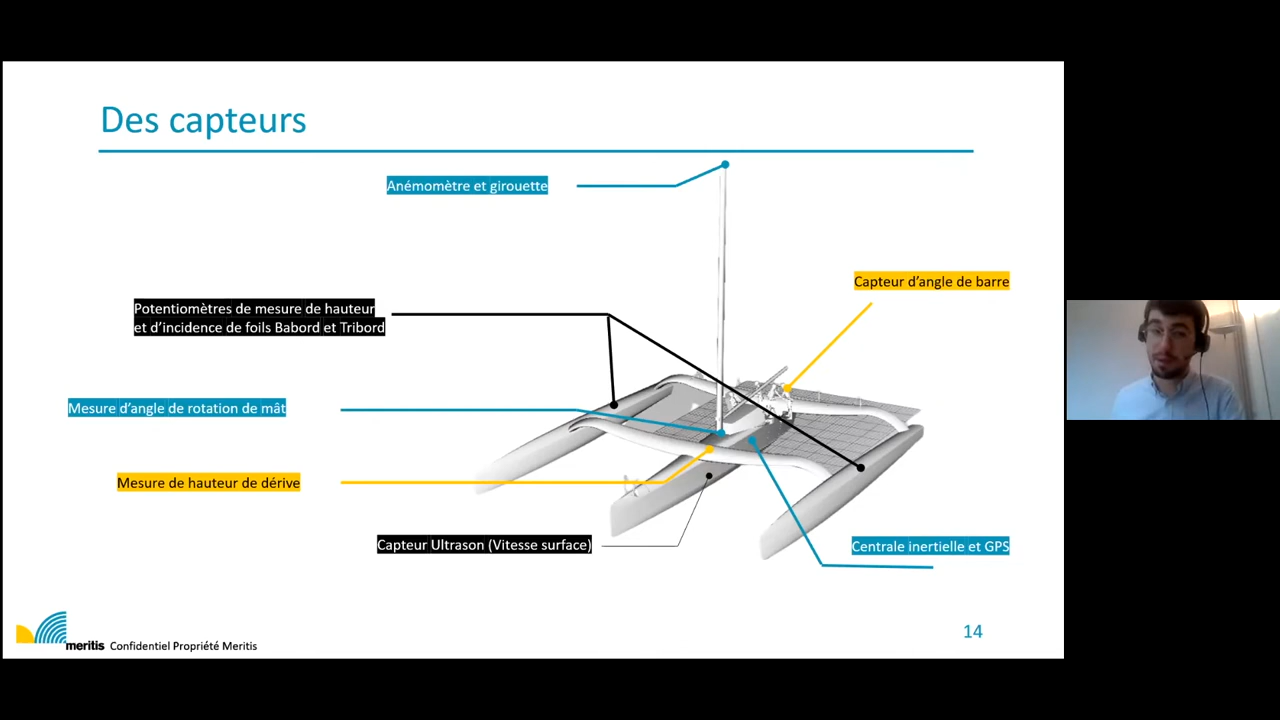 Des capteurs
Anémomètre et girouette
Capteur d'angle de barre
Potentiomètres de mesure de hauteur
et d'incidence de foils Babord et Tribord
Mesure d'angle de rotation de mât
Mesure de hauteur de dérive
Capteur Ultrason (Vitesse surface)
Centrale inertielle et GPS
14
meritis Confidentiel Propriété Meritis